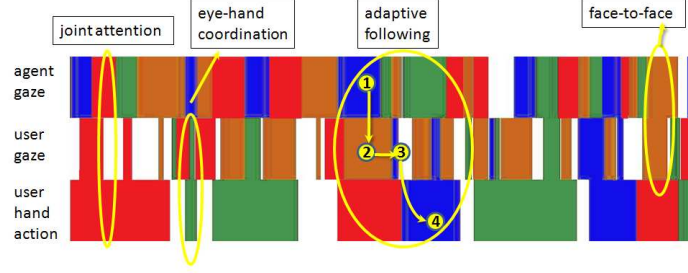 joint attention
eye-hand
coordination
adaptive
following
face-to-face
agent
gaze
1
user
gaze
2
3
user
hand
action
4